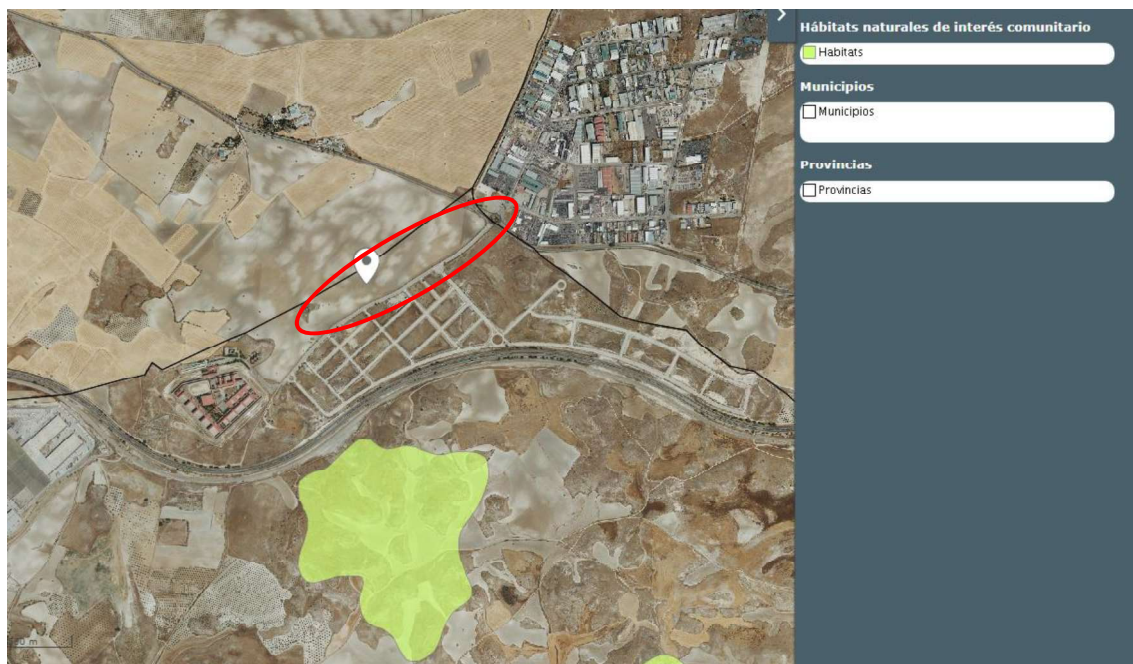 Hábitats naturales de interés comunitario
Habitats
Municipios
Municipios
Provincias
Provincias